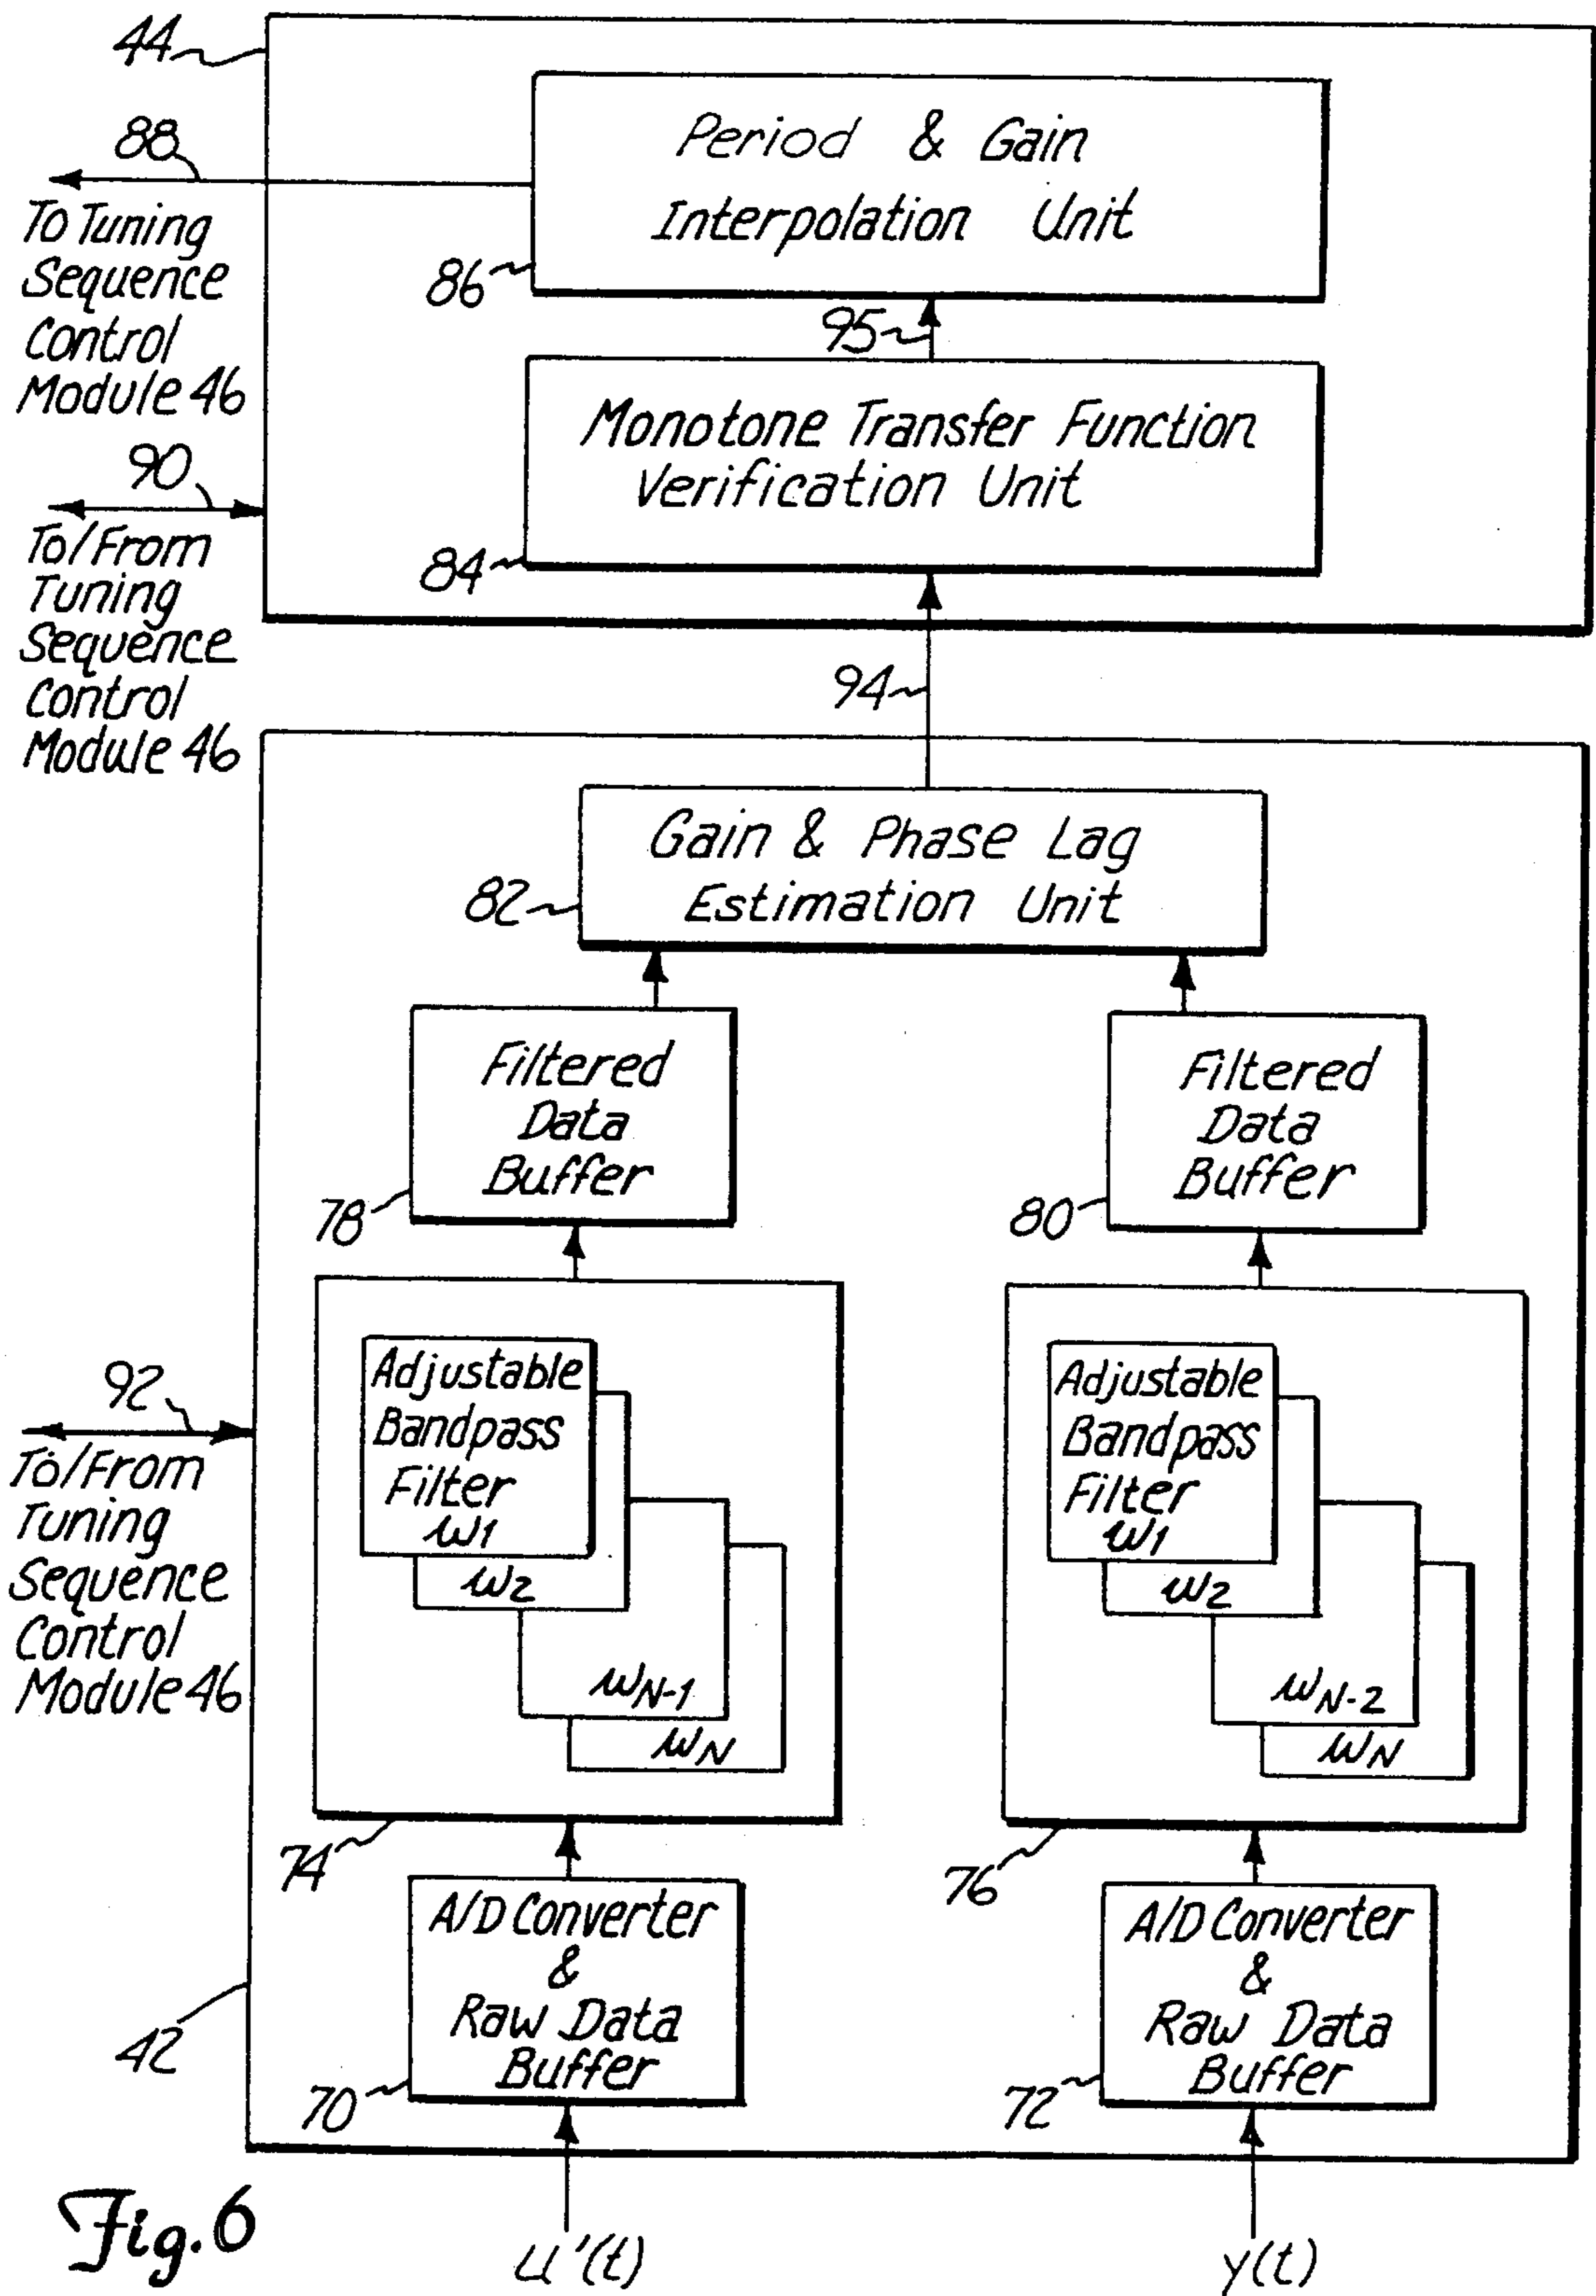 44
Period & Gain
Interpolation Unit
86
88
To Tuning
Sequence
Control
Module 46
95
Monotone Transfer Function
Verification Unit
84
90
To/From
Tuning
Sequence
Control
Module 46
94
Gain & Phase Lag
Estimation Unit
82
Filtered
Data
Buffer
78
Filtered
Data
Buffer
80
92
To/From
Tuning
Sequence
Control
Module 46
Adjustable
Bandpass
Filter
ω1
ω2
ωN-1
ωN
74
Adjustable
Bandpass
Filter
ω1
ω2
ωN-2
ωN
76
A/D Converter
&
Raw Data
Buffer
70
A/D Converter
&
Raw Data
Buffer
72
42
u'(t)
y(t)
Fig. 6